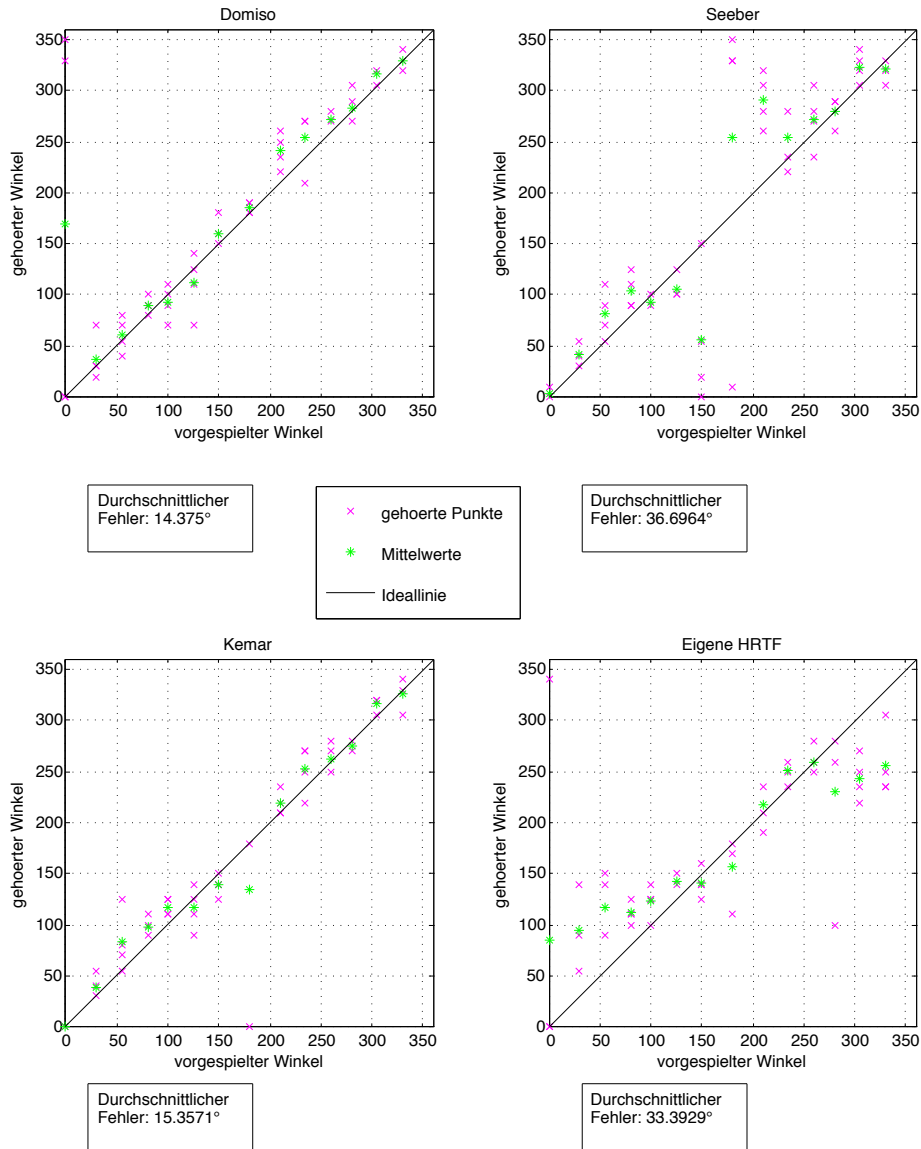 Domiso
350
300
250
200
150
100
50
0
gehoerter Winkel
0 50 100 150 200 250 300 350
vorgespielter Winkel
Durchschnittlicher
Fehler: 14.375°
Seeber
350
300
250
200
150
100
50
0
gehoerter Winkel
0 50 100 150 200 250 300 350
vorgespielter Winkel
Durchschnittlicher
Fehler: 36.6964°
gehoerte Punkte
Mittelwerte
Ideallinie
Kemar
350
300
250
200
150
100
50
0
gehoerter Winkel
0 50 100 150 200 250 300 350
vorgespielter Winkel
Durchschnittlicher
Fehler: 15.3571°
Eigene HRTF
350
300
250
200
150
100
50
0
gehoerter Winkel
0 50 100 150 200 250 300 350
vorgespielter Winkel
Durchschnittlicher
Fehler: 33.3929°